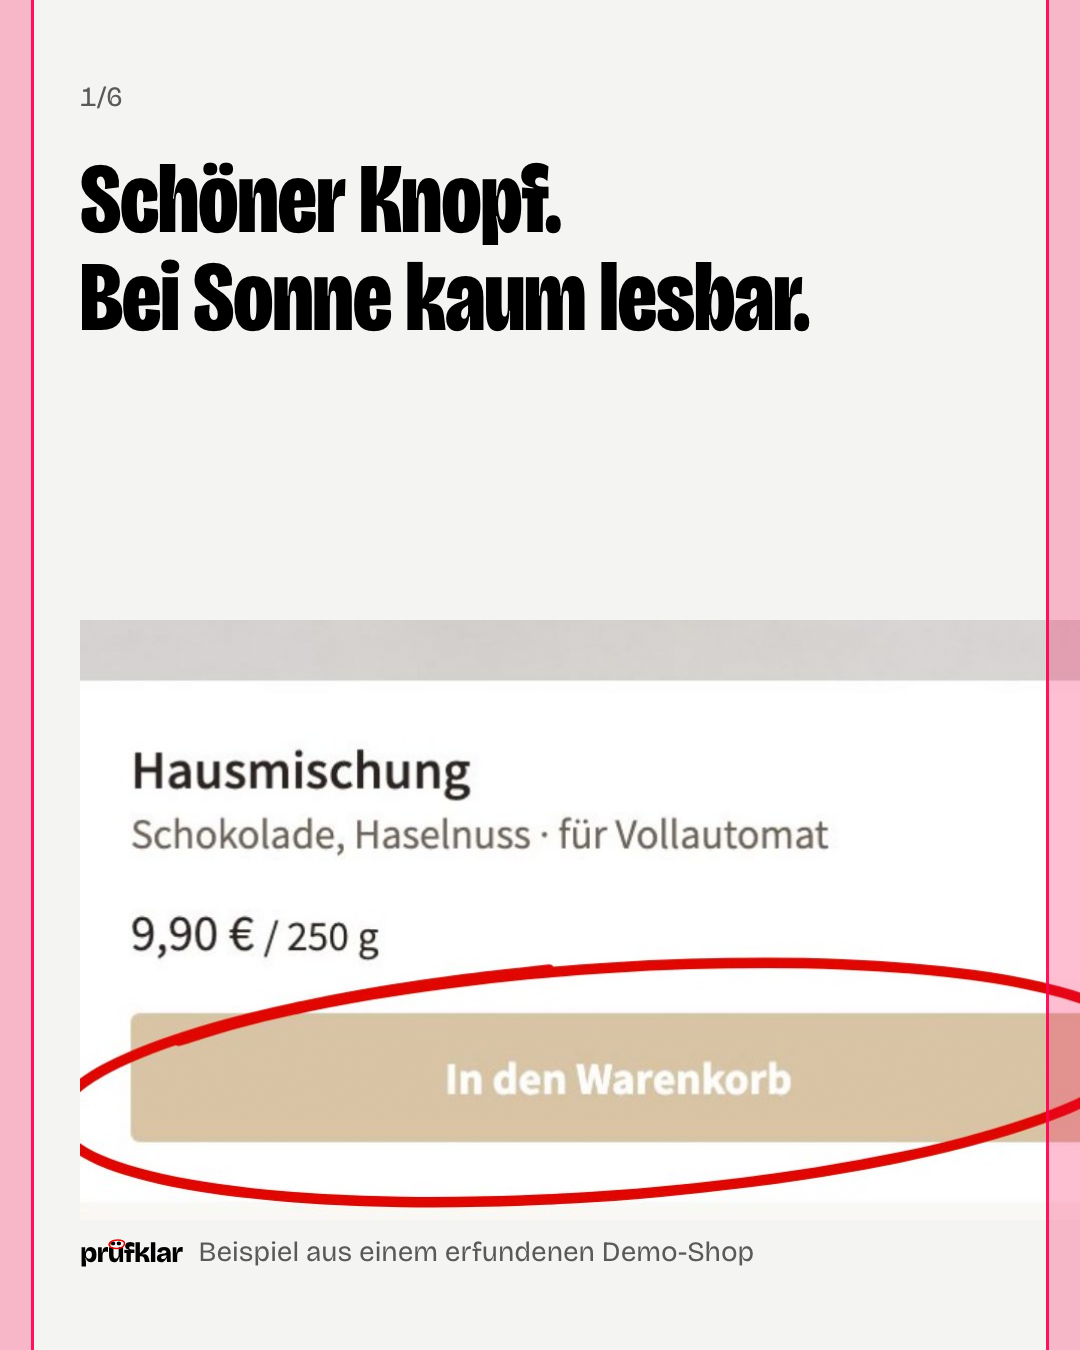 1/6
Schöner Knopf.
Bei Sonne kaum lesbar.
Hausmischung
Schokolade, Haselnuss · für Vollautomat
9,90 € / 250 g
In den Warenkorb
prüfklar Beispiel aus einem erfundenen Demo-Shop